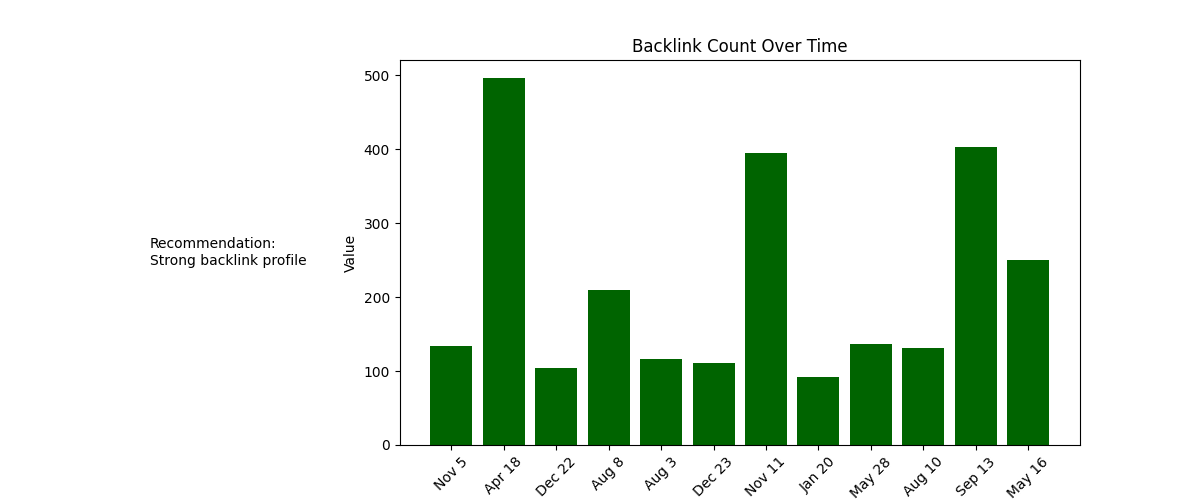 Backlink Count Over Time
500
400
300
200
100
0
Value
Recommendation:
Strong backlink profile
Nov 5
Apr 18
Dec 22
Aug 8
Aug 3
Dec 23
Nov 11
Jan 20
May 28
Aug 10
Sep 13
May 16